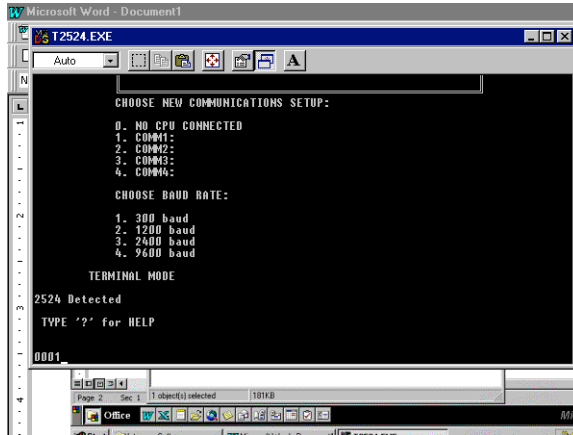 Microsoft Word - Document1
T2524.EXE
Auto
A
N
L
CHOOSE NEW COMMUNICATIONS SETUP:
0. NO CPU CONNECTED
1. COMM1:
2. COMM2:
3. COMM3:
4. COMM4:
CHOOSE BAUD RATE:
1. 300 baud
2. 1200 baud
3. 2400 baud
4. 9600 baud
TERMINAL MODE
2524 Detected
TYPE '?' for HELP
0001_
Page 2 Sec 1 1 object(s) selected 181KB
Office
Mi